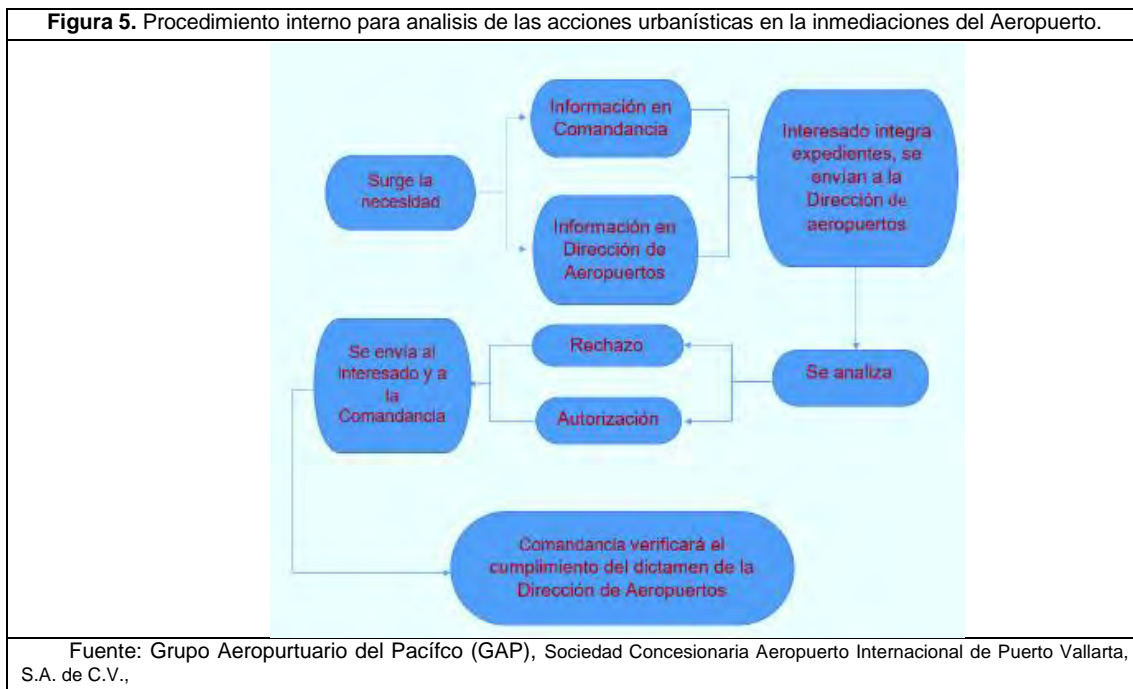 Figura 5. Procedimiento interno para analisis de las acciones urbanísticas en la inmediaciones del Aeropuerto.
Surge la
necesidad
Información en
Comandancia
Información en
Dirección de
Aeropuertos
Interesado integra
expedientes, se
envían a la
Dirección de
aeropuertos
Se analiza
Rechazo
Autorización
Se envía al
Interesado y a
la
Comandancia
Comandancia verificará el
cumplimiento del dictamen de la
Dirección de Aeropuertos
Fuente: Grupo Aeropurtuario del Pacífco (GAP), Sociedad Concesionaria Aeropuerto Internacional de Puerto Vallarta,
S.A. de C.V.,